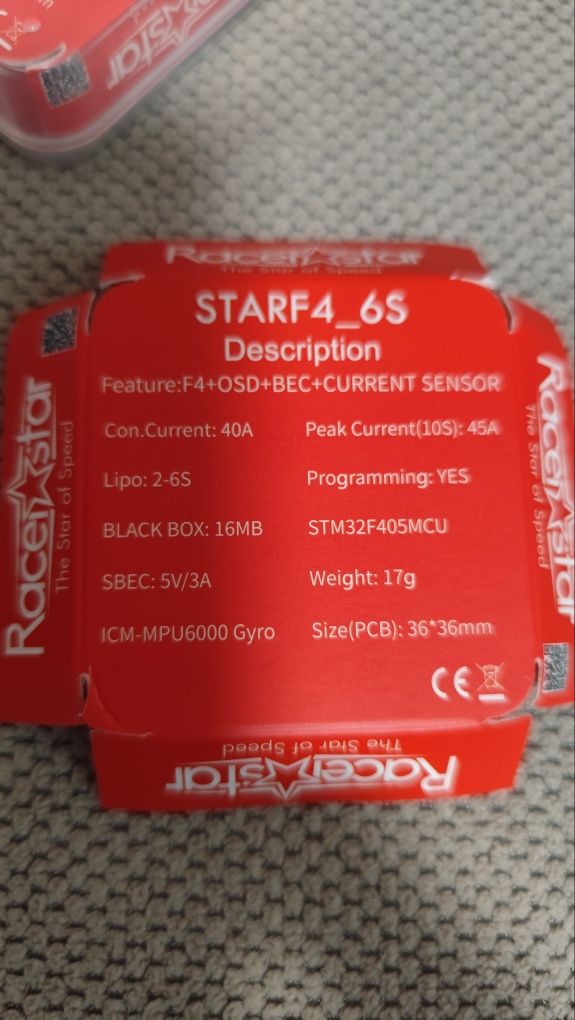 Racerstar
Racerstar
The Star of Speed
STARF4_6S
Description
Feature:F4+OSD+BEC+CURRENT SENSOR
Con.Current: 40A
Peak Current(10S): 45A
Lipo: 2-6S
Programming: YES
BLACK BOX: 16MB
STM32F405MCU
SBEC: 5V/3A
Weight: 17g
ICM-MPU6000 Gyro
Size(PCB): 36*36mm
CE
Racerstar
The Star of Speed
Racerstar
The Star of Speed
The Star of Speed
Racerstar